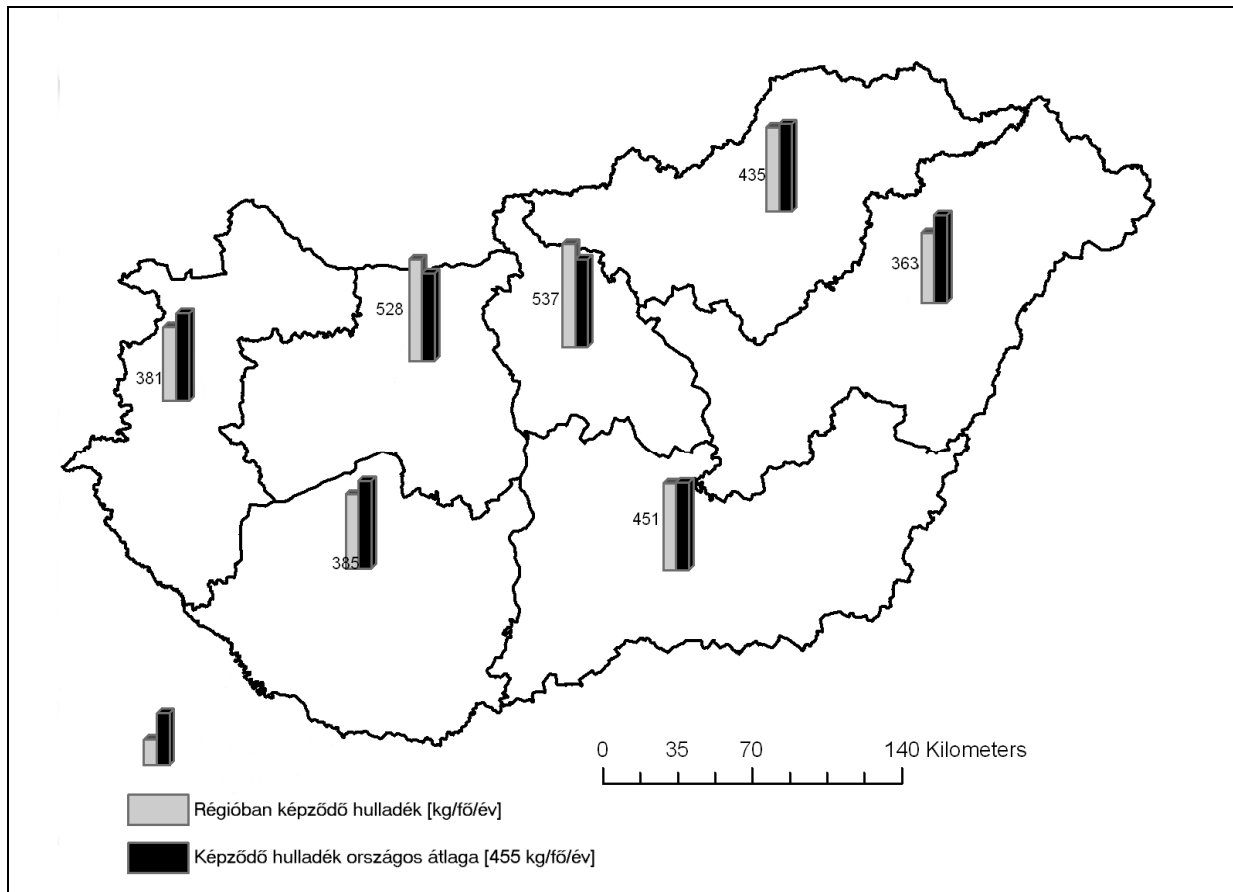 435
363
537
528
381
451
385
0 35 70 140 Kilometers
Régióban képződő hulladék [kg/fő/év]
Képződő hulladék országos átlaga [455 kg/fő/év]